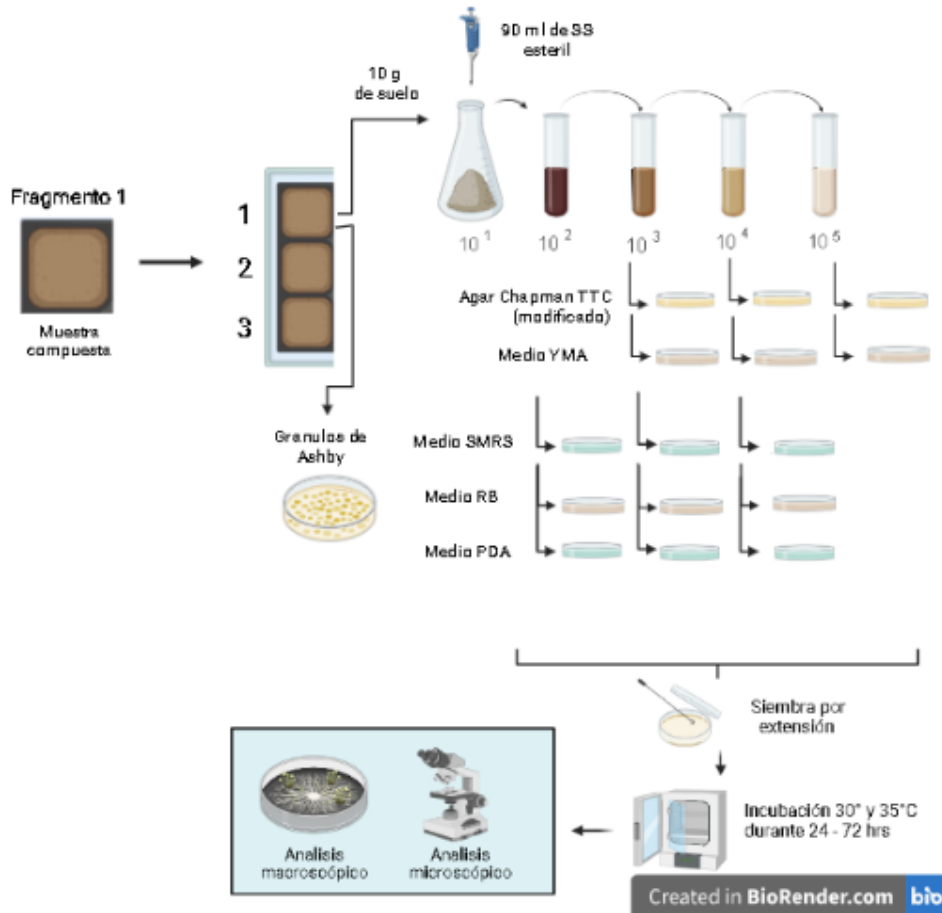 90 ml de SS
esteril
10 g
de suelo
Fragmento 1
1
2
3
Muestra
compuesta
10 1
10 2
10 3
10 4
10 5
Agar Chapman TTC
(modificado)
Medio YMA
Granulos de
Ashby
Medio SMRS
Medio RB
Medio PDA
Siembra por
extensión
Incubación 30° y 35°C
durante 24 - 72 hrs
Analisis
macroscópico
Analisis
microscópico
Created in BioRender.com bio